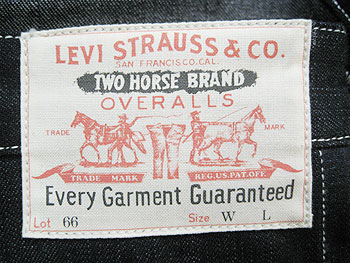 LEVI STRAUSS & CO.
SAN FRANCISCO.CAL.
TWO HORSE BRAND
OVERALLS
TRADE MARK
TRADE MARK REG.U.S.PAT.OFF.
Every Garment Guaranteed
Lot 66 Size W L